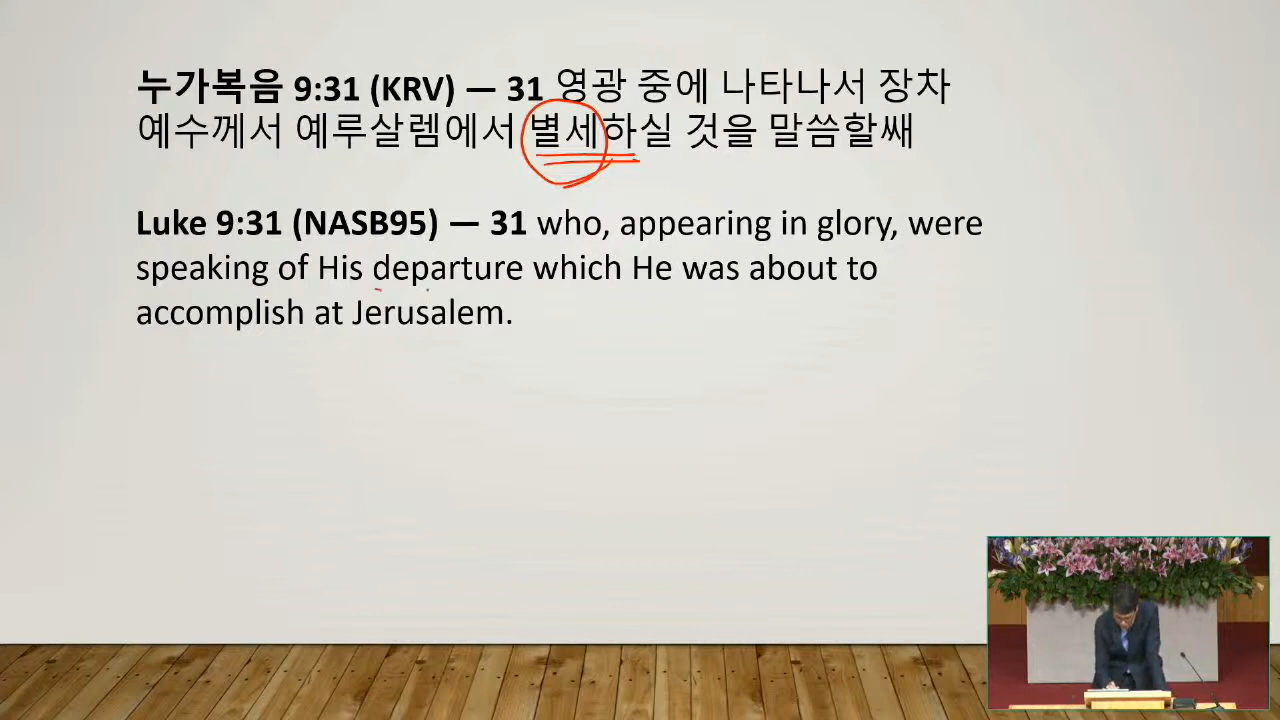 누가복음 9:31 (KRV) — 31 영광 중에 나타나서 장차
예수께서 예루살렘에서 별세하실 것을 말씀할쌔
Luke 9:31 (NASB95) — 31 who, appearing in glory, were
speaking of His departure which He was about to
accomplish at Jerusalem.